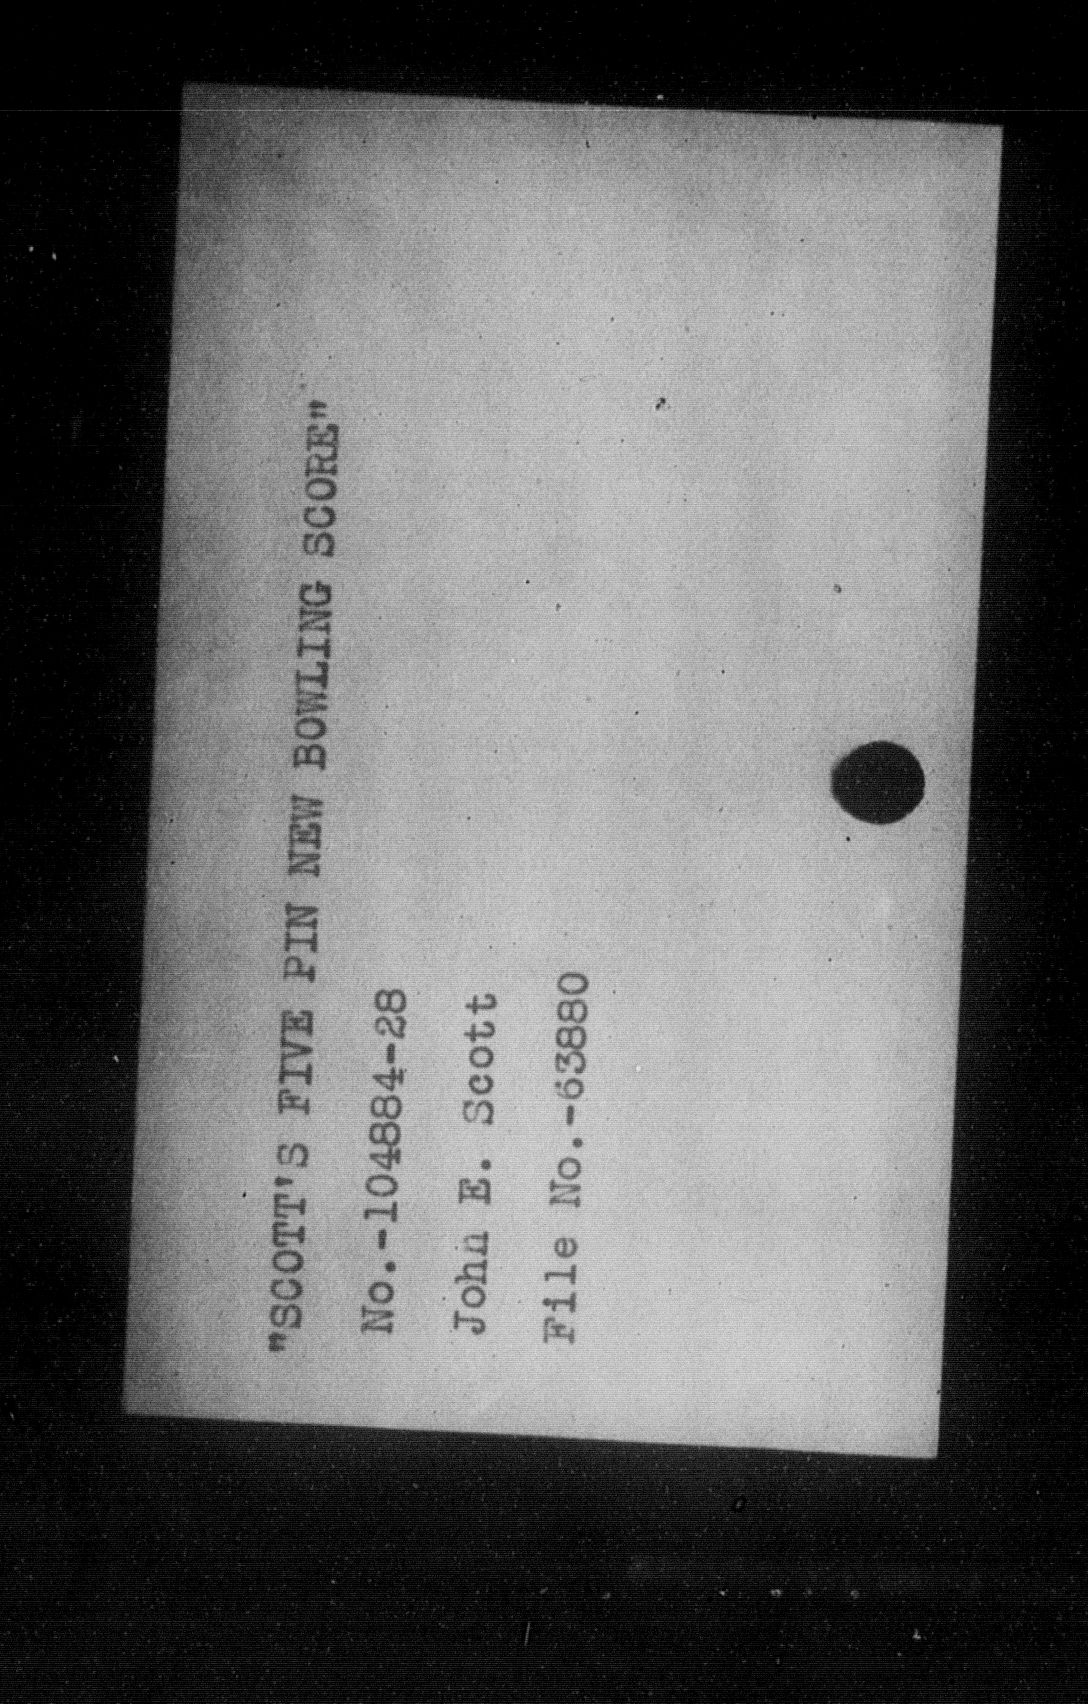 "SCOTT'S FIVE PIN NEW BOWLING SCORE"
No.-104884-28
John E. Scott
File No.-63880